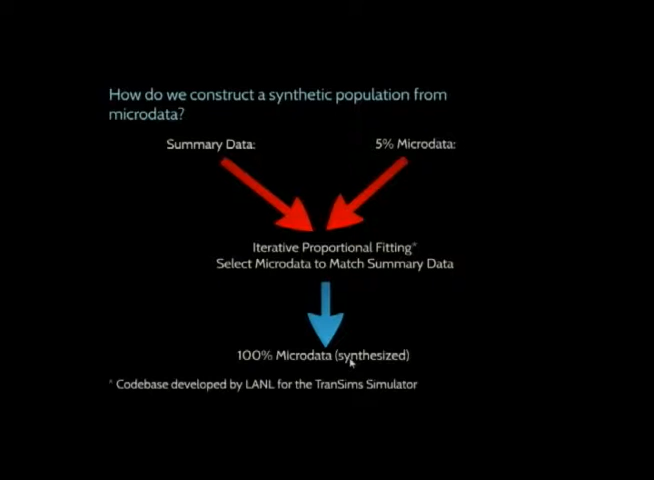 How do we construct a synthetic population from
microdata?
Summary Data: 5% Microdata:
Iterative Proportional Fitting*
Select Microdata to Match Summary Data
100% Microdata (synthesized)
* Codebase developed by LANL for the TranSims Simulator